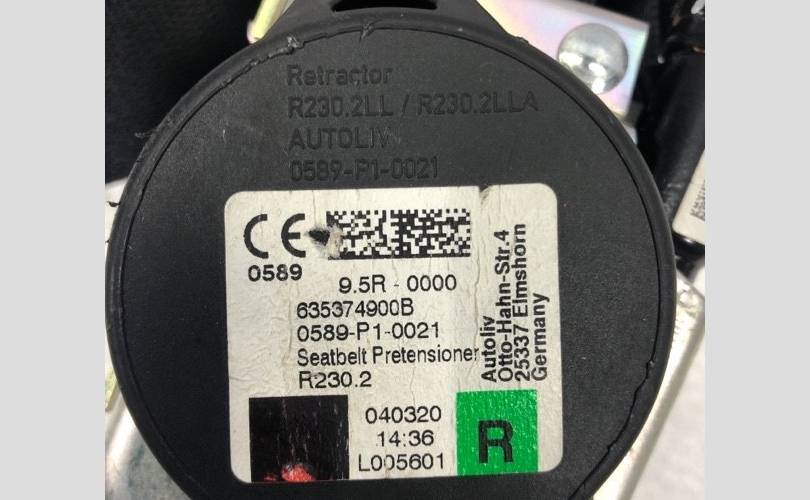 Retractor
R230.2LL / R230.2LLA
AUTOLIV
0589-P1-0021
CE
0589
9.5R - 0000
635374900B
0589-P1-0021
Seatbelt Pretensioner
R230.2
Autoliv
Otto-Hahn-Str.4
25337 Elmshorn
Germany
040320
14:36
L005601
R